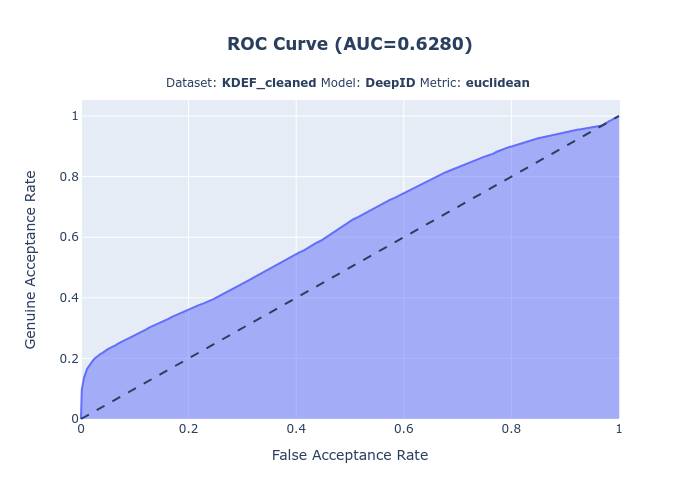 ROC Curve (AUC=0.6280)
Dataset: KDEF_cleaned Model: DeepID Metric: euclidean
Genuine Acceptance Rate
1
0.8
0.6
0.4
0.2
0
0 0.2 0.4 0.6 0.8 1
False Acceptance Rate